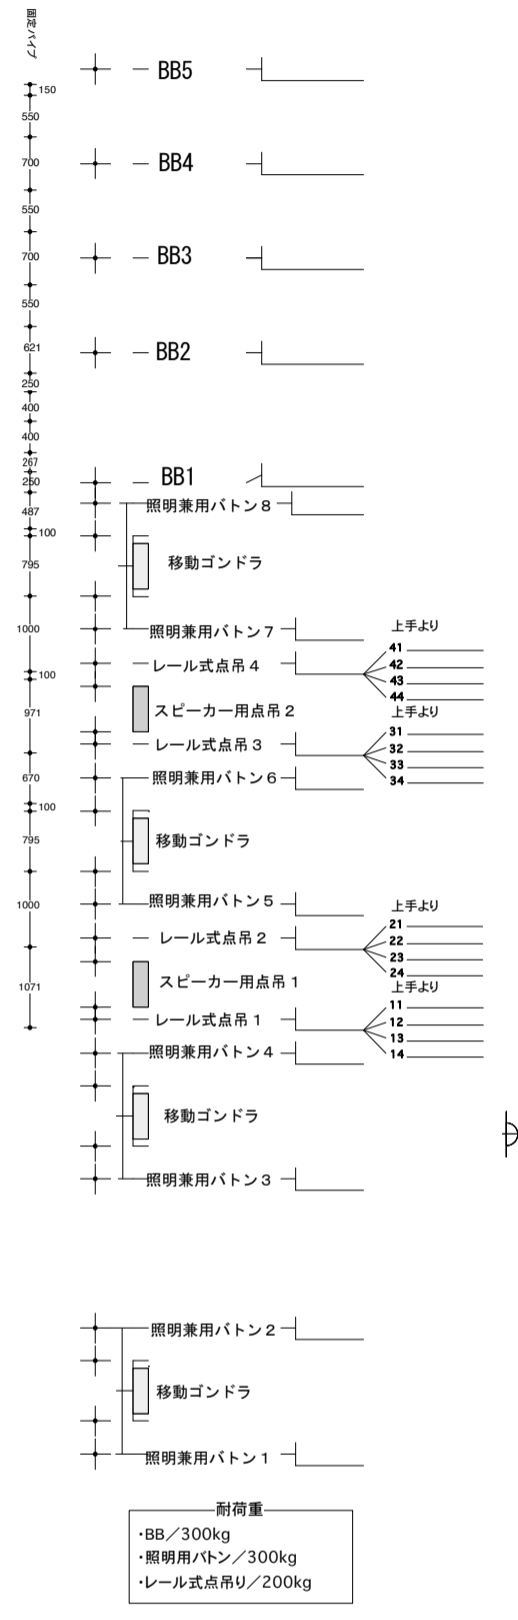 固定パイプ
BB5
150
550
BB4
700
550
BB3
700
550
BB2
621
250
400
400
267
BB1
250
照明兼用バトン8
487
100
移動ゴンドラ
795
照明兼用バトン7
1000
上手より
41
レール式点吊4
42
100
43
44
スピーカー用点吊2
971
上手より
31
レール式点吊3
32
33
照明兼用バトン6
670
34
100
移動ゴンドラ
795
照明兼用バトン5
1000
上手より
21
レール式点吊2
22
23
24
スピーカー用点吊1
1071
上手より
11
レール式点吊1
12
13
照明兼用バトン4
14
移動ゴンドラ
照明兼用バトン3
照明兼用バトン2
移動ゴンドラ
照明兼用バトン1
耐荷重
・BB/300kg
・照明用バトン/300kg
・レール式点吊り/200kg